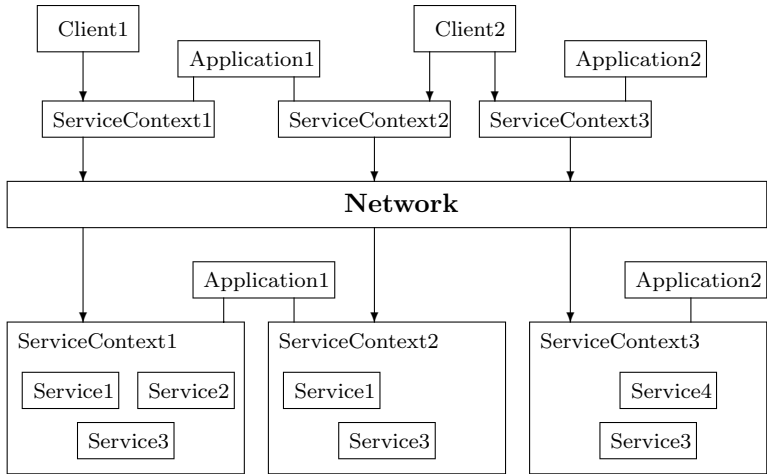 Client1
Client2
Application1
Application2
ServiceContext1
ServiceContext2
ServiceContext3
Network
Application1
Application2
ServiceContext1
ServiceContext2
ServiceContext3
Service1
Service2
Service1
Service4
Service3
Service3
Service3